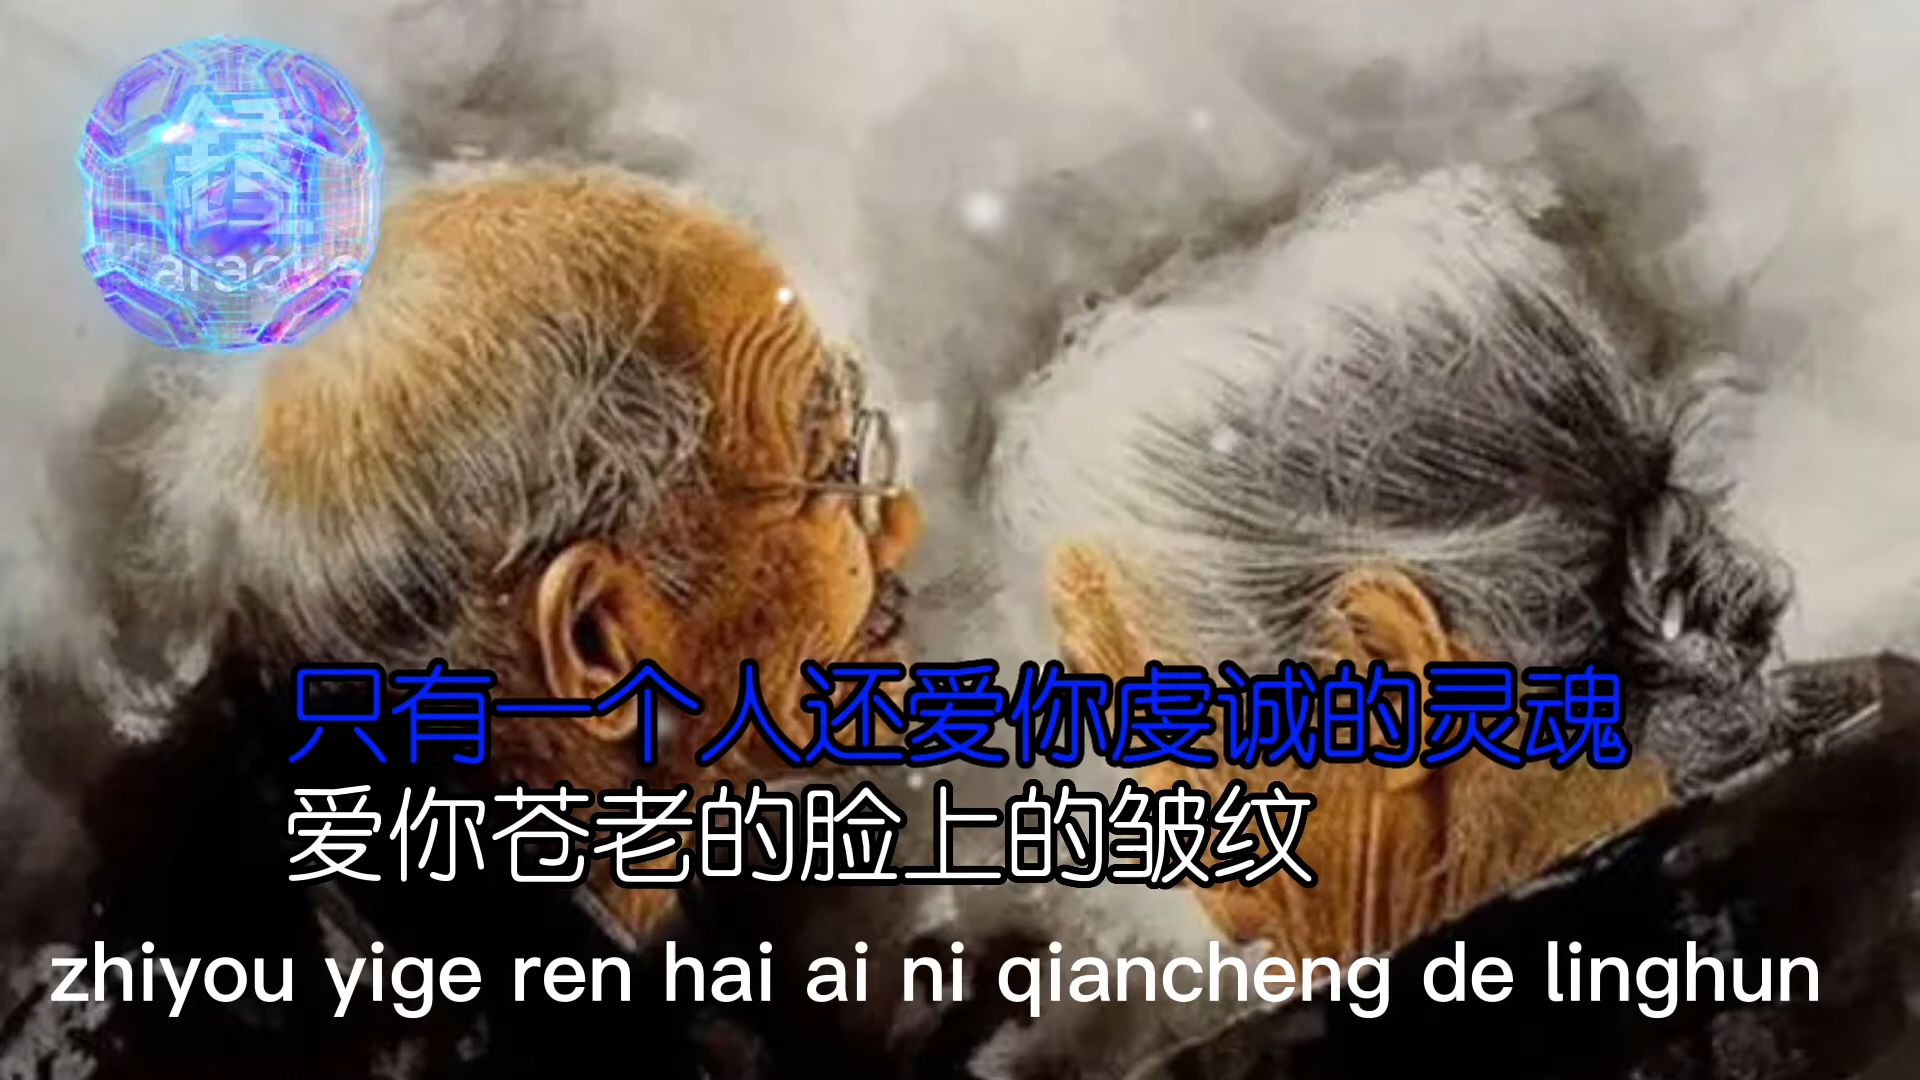 Karaoke
只有一个人还爱你虔诚的灵魂
爱你苍老的脸上的皱纹
zhiyou yige ren hai ai ni qiancheng de linghun